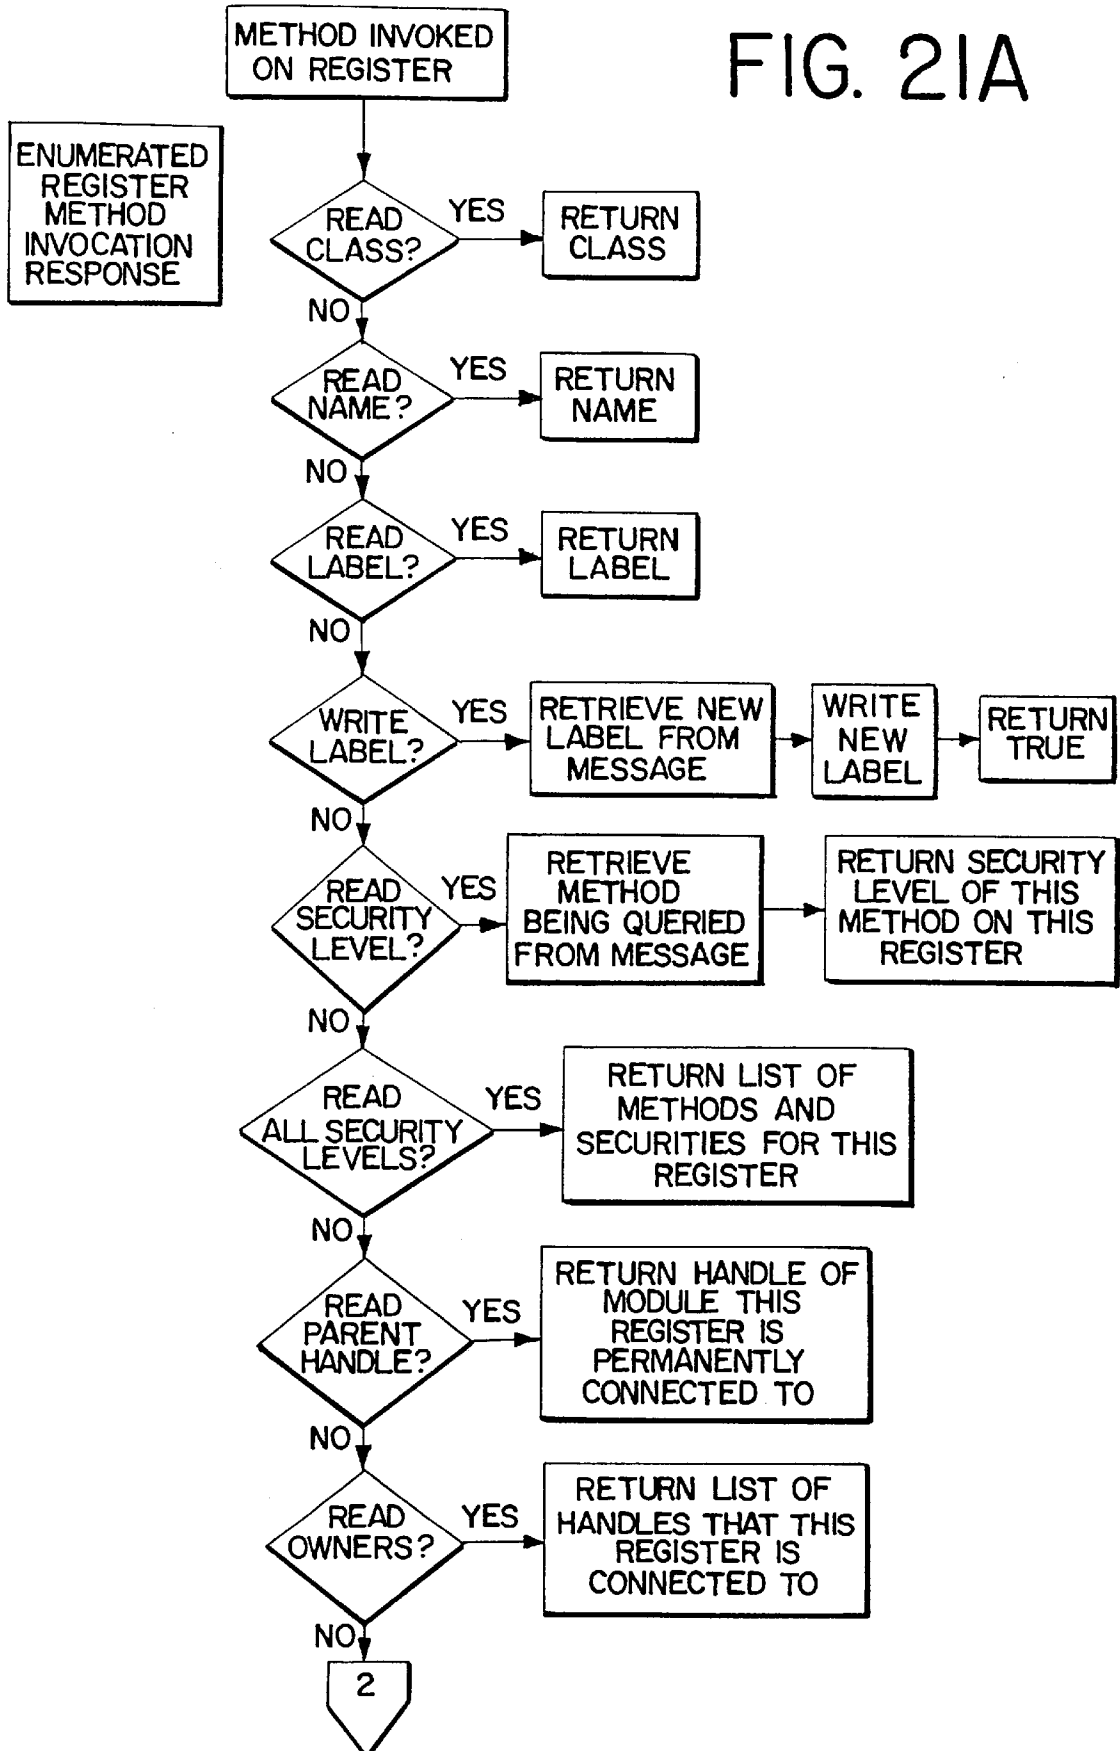 FIG. 21A
METHOD INVOKED
ON REGISTER
ENUMERATED
REGISTER
METHOD
INVOCATION
RESPONSE
READ
CLASS?
YES
RETURN
CLASS
NO
READ
NAME?
YES
RETURN
NAME
NO
READ
LABEL?
YES
RETURN
LABEL
NO
WRITE
LABEL?
YES
RETRIEVE NEW
LABEL FROM
MESSAGE
WRITE
NEW
LABEL
RETURN
TRUE
NO
READ
SECURITY
LEVEL?
YES
RETRIEVE
METHOD
BEING QUERIED
FROM MESSAGE
RETURN SECURITY
LEVEL OF THIS
METHOD ON THIS
REGISTER
NO
READ
ALL SECURITY
LEVELS?
YES
RETURN LIST OF
METHODS AND
SECURITIES FOR THIS
REGISTER
NO
READ
PARENT
HANDLE?
YES
RETURN HANDLE OF
MODULE THIS
REGISTER IS
PERMANENTLY
CONNECTED TO
NO
READ
OWNERS?
YES
RETURN LIST OF
HANDLES THAT THIS
REGISTER IS
CONNECTED TO
NO
2